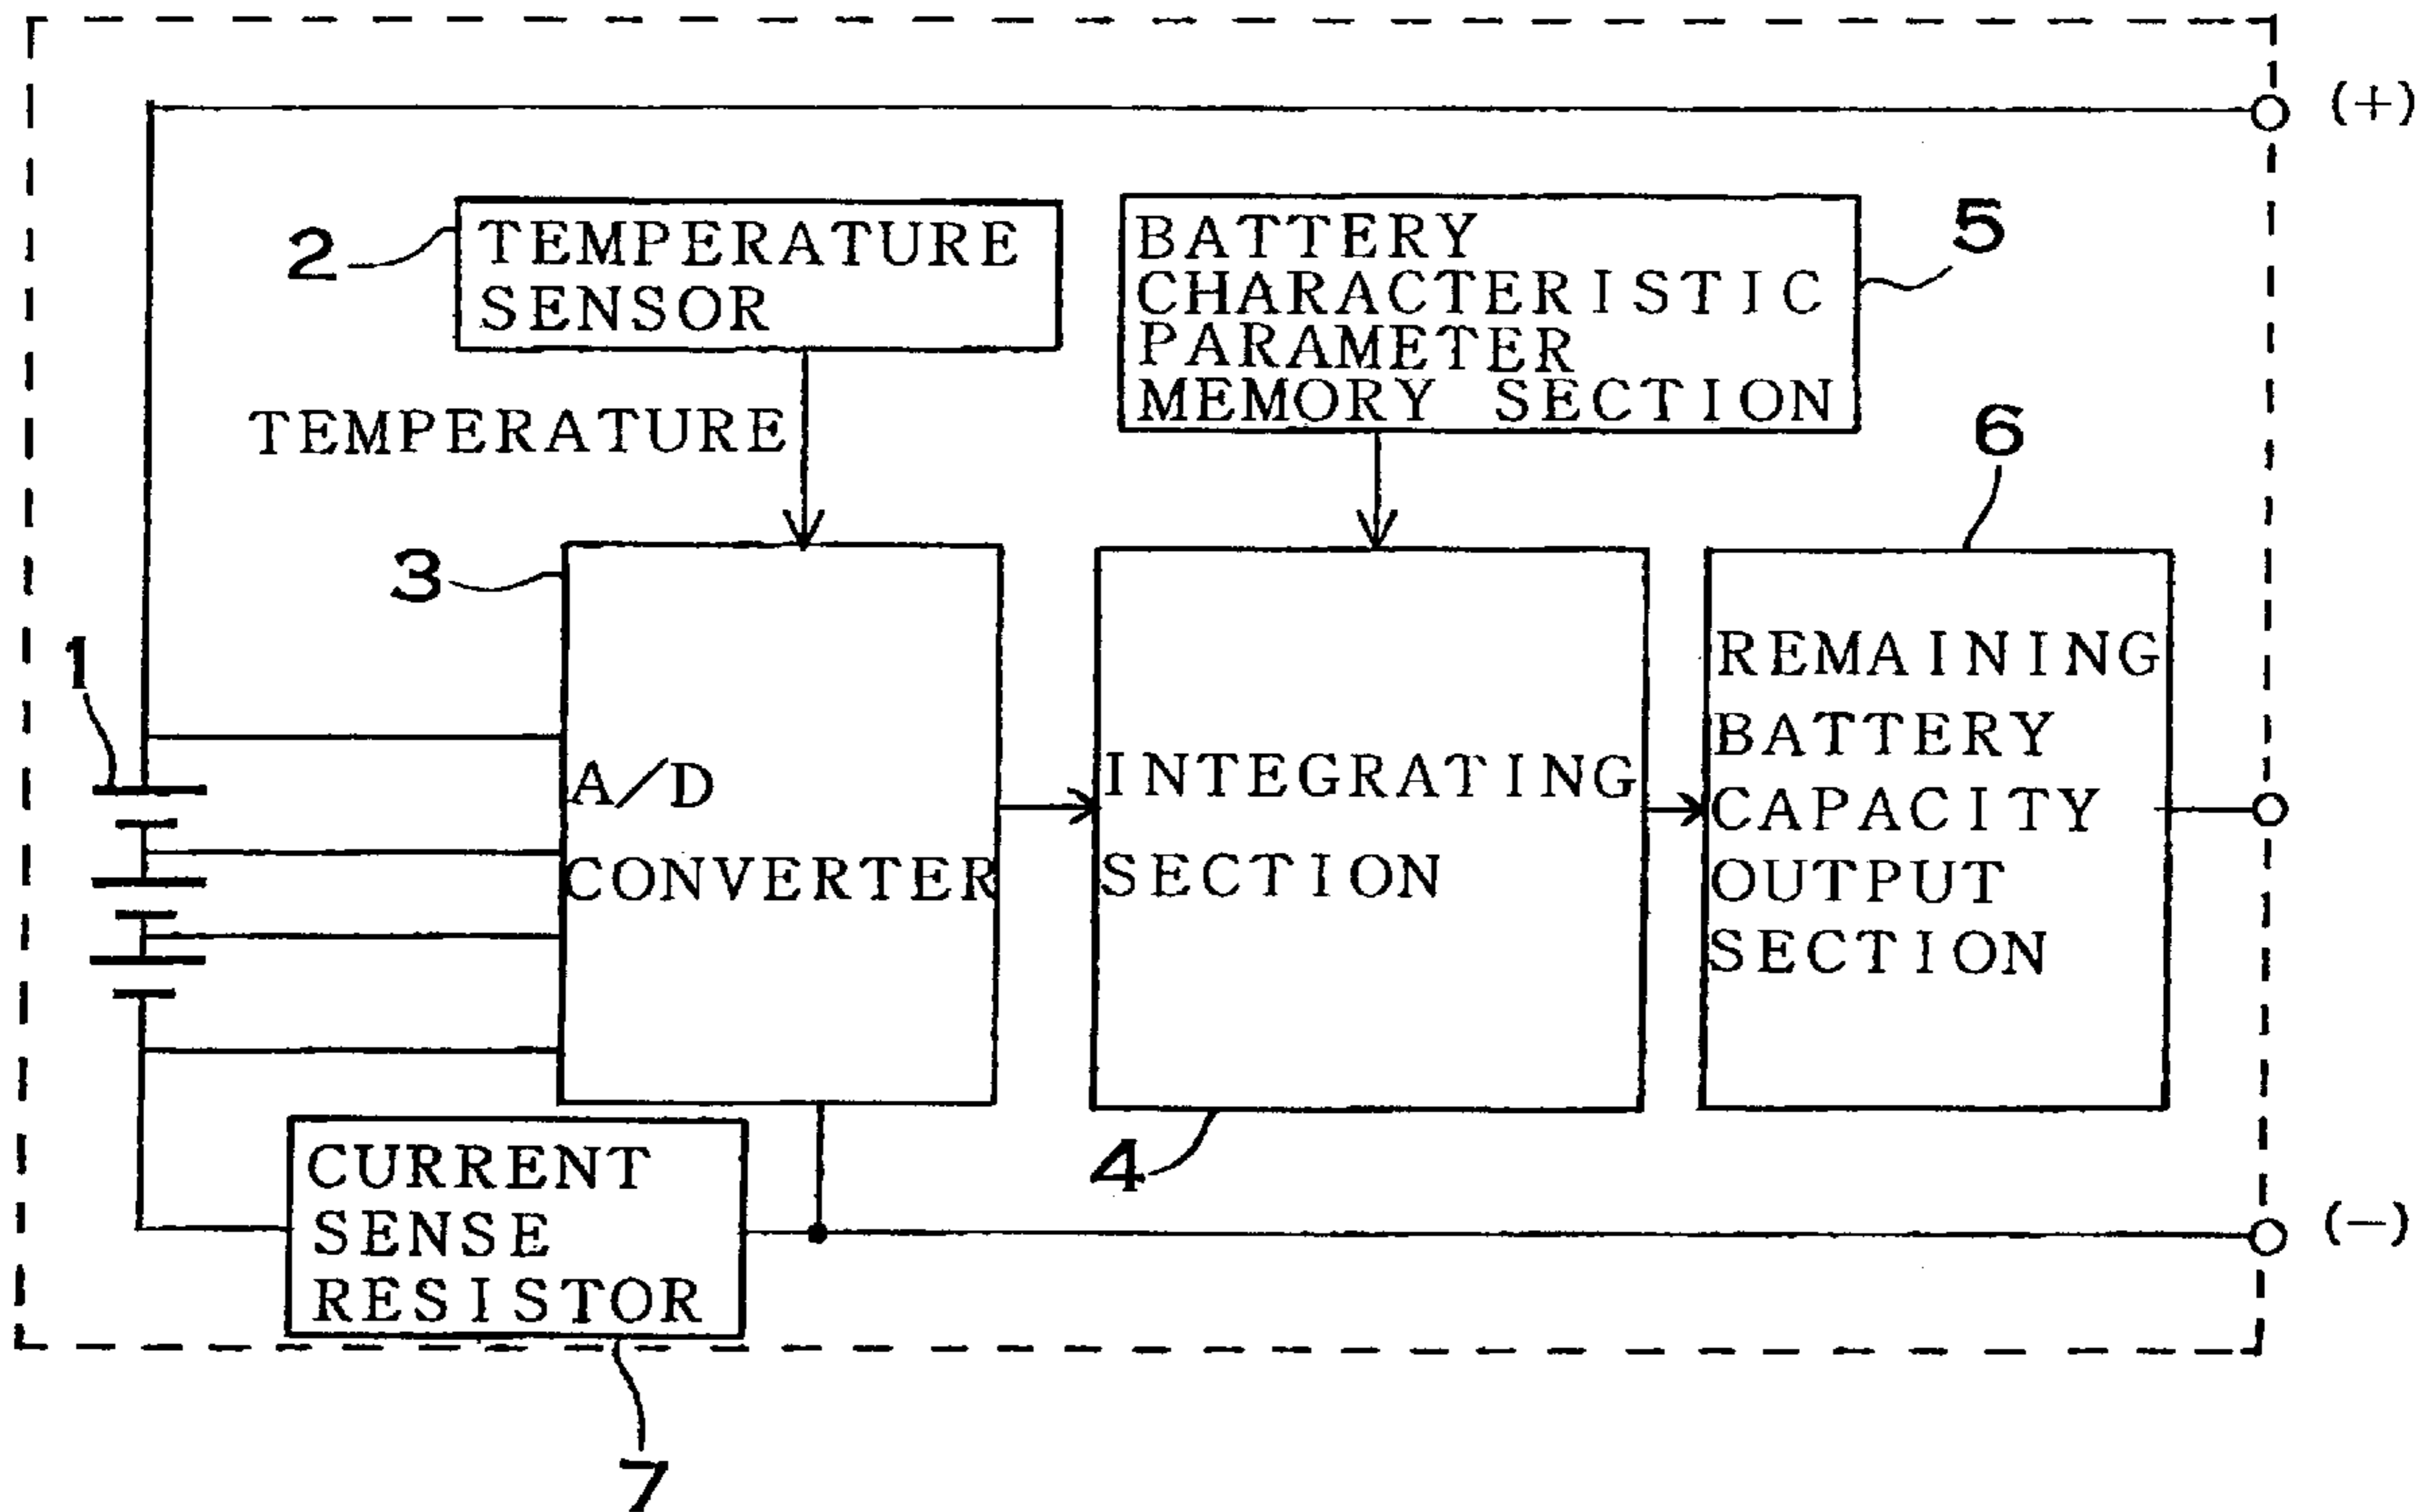 (+)
2
TEMPERATURE
SENSOR
BATTERY
CHARACTERISTIC
PARAMETER
MEMORY SECTION
5
TEMPERATURE
6
3
1
A/D
CONVERTER
INTEGRATING
SECTION
REMAINING
BATTERY
CAPACITY
OUTPUT
SECTION
4
CURRENT
SENSE
RESISTOR
(−)
7